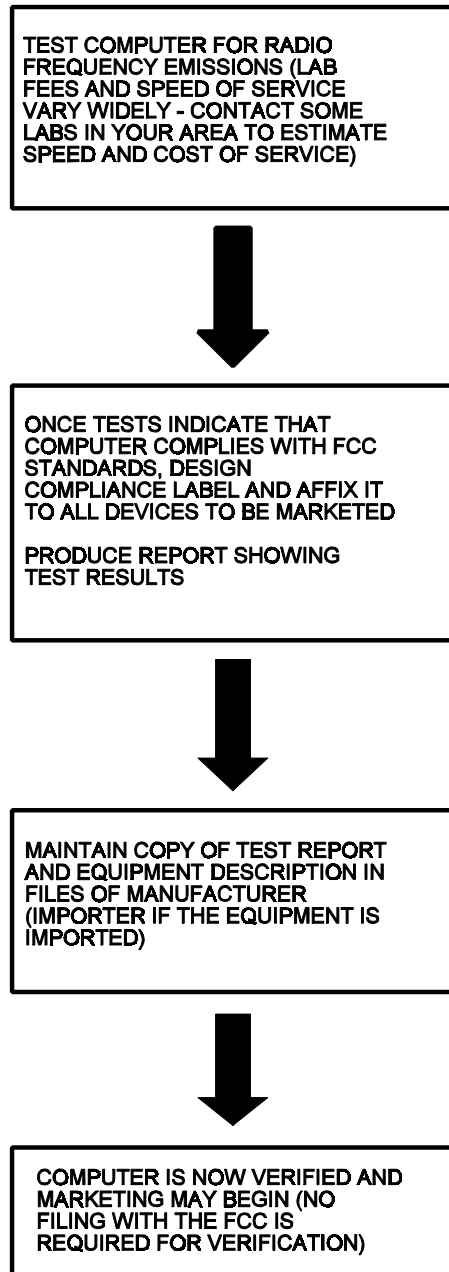 TEST COMPUTER FOR RADIO
FREQUENCY EMISSIONS (LAB
FEES AND SPEED OF SERVICE
VARY WIDELY - CONTACT SOME
LABS IN YOUR AREA TO ESTIMATE
SPEED AND COST OF SERVICE)
ONCE TESTS INDICATE THAT
COMPUTER COMPLIES WITH FCC
STANDARDS, DESIGN
COMPLIANCE LABEL AND AFFIX IT
TO ALL DEVICES TO BE MARKETED
PRODUCE REPORT SHOWING
TEST RESULTS
MAINTAIN COPY OF TEST REPORT
AND EQUIPMENT DESCRIPTION IN
FILES OF MANUFACTURER
(IMPORTER IF THE EQUIPMENT IS
IMPORTED)
COMPUTER IS NOW VERIFIED AND
MARKETING MAY BEGIN (NO
FILING WITH THE FCC IS
REQUIRED FOR VERIFICATION)